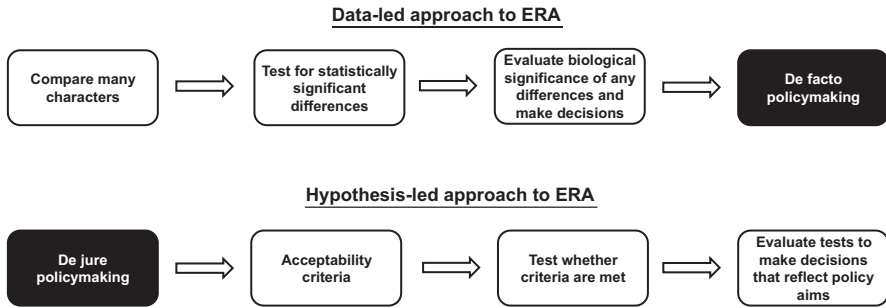 Data-led approach to ERA
Compare many
characters
Test for statistically
significant
differences
Evaluate biological
significance of any
differences and
make decisions
De facto
policymaking
Hypothesis-led approach to ERA
De jure
policymaking
Acceptability
criteria
Test whether
criteria are met
Evaluate tests to
make decisions
that reflect policy
aims